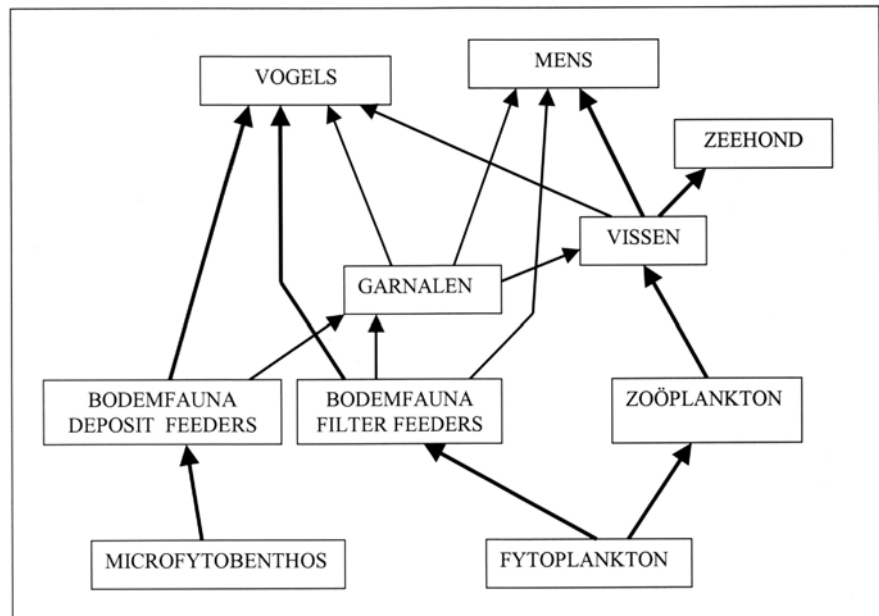 VOGELS
MENS
ZEEHOND
VISSEN
GARNALEN
BODEMFAUNA
DEPOSIT FEEDERS
BODEMFAUNA
FILTER FEEDERS
ZOÖPLANKTON
MICROFYTOBENTHOS
FYTOPLANKTON